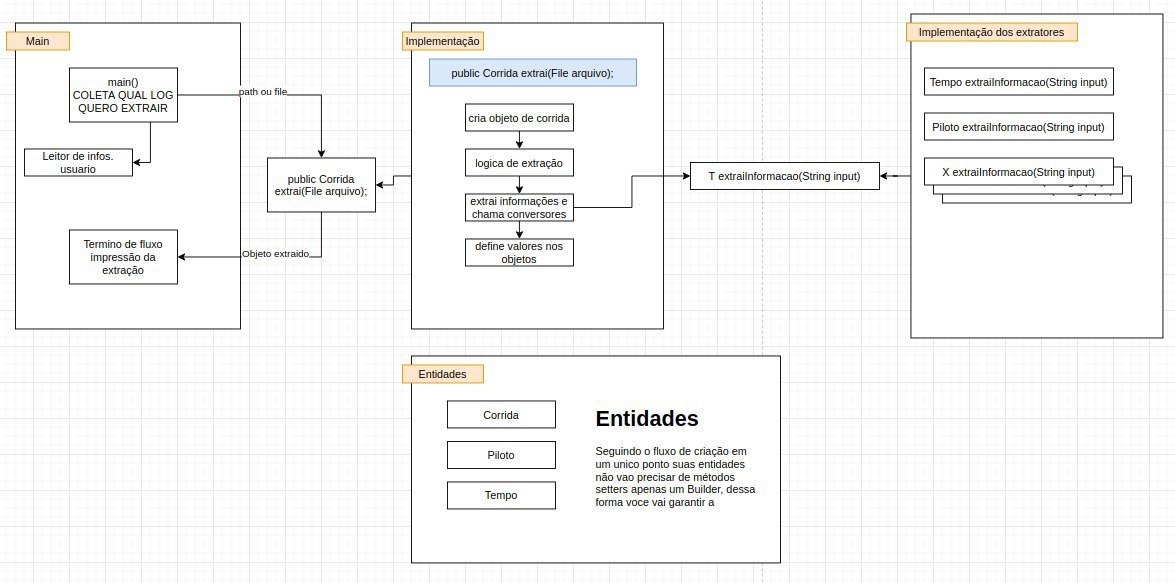 Main
main()
COLETA QUAL LOG
QUERO EXTRAIR
Leitor de infos.
usuario
Termino de fluxo
impressão da
extração
path ou file
public Corrida
extrai(File arquivo);
Objeto extraido
Implementação
public Corrida extrai(File arquivo);
cria objeto de corrida
logica de extração
extrai informações e
chama conversores
define valores nos
objetos
T extraiInformacao(String input)
Implementação dos extratores
Tempo extraiInformacao(String input)
Piloto extraiInformacao(String input)
X extraiInformacao(String input)
Entidades
Corrida
Piloto
Tempo
Entidades
Seguindo o fluxo de criação em
um unico ponto suas entidades
não vao precisar de métodos
setters apenas um Builder, dessa
forma voce vai garantir a